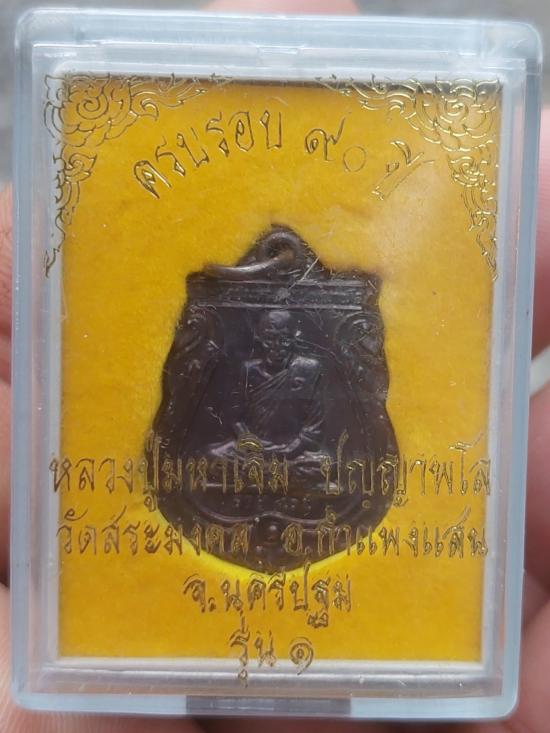 ครบรอบ ๙๐ ปี
หลวงปู่มหาเจิม ปญฺญาพโล
วัดสระมงคล อ.กำแพงแสน
จ.นครปฐม
รุ่น ๑